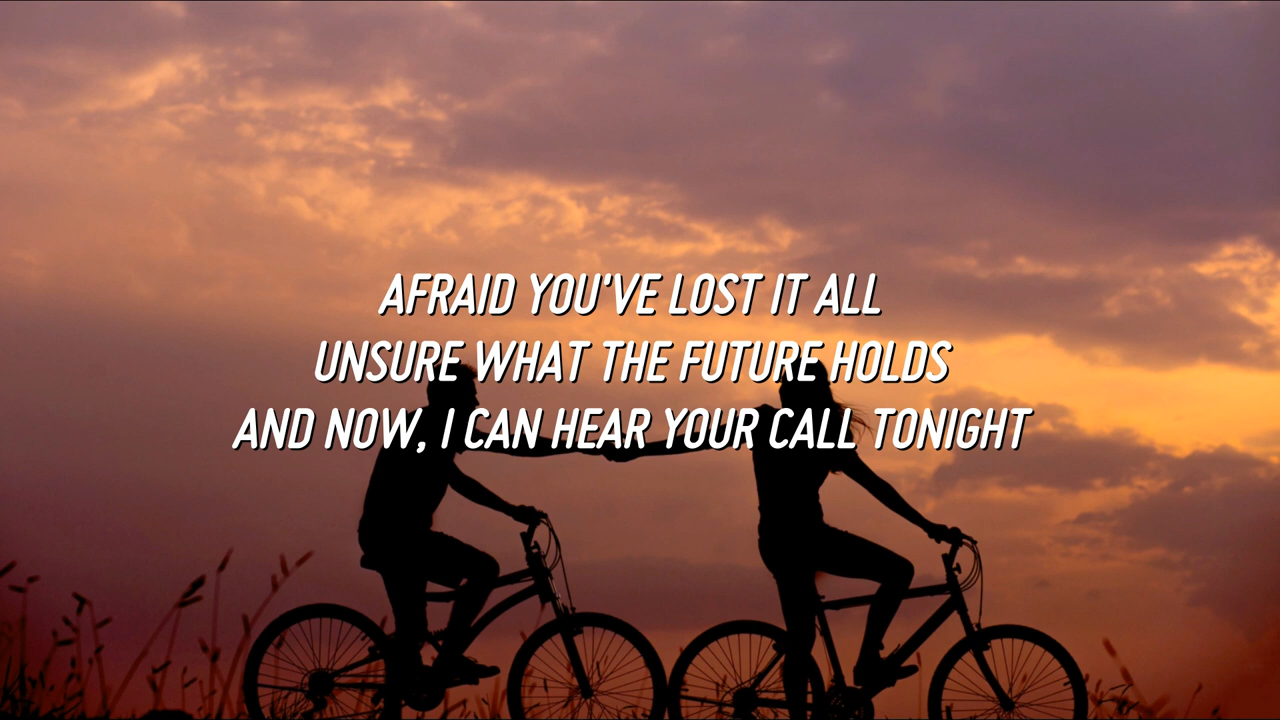 AFRAID YOU'VE LOST IT ALL
UNSURE WHAT THE FUTURE HOLDS
AND NOW, I CAN HEAR YOUR CALL TONIGHT